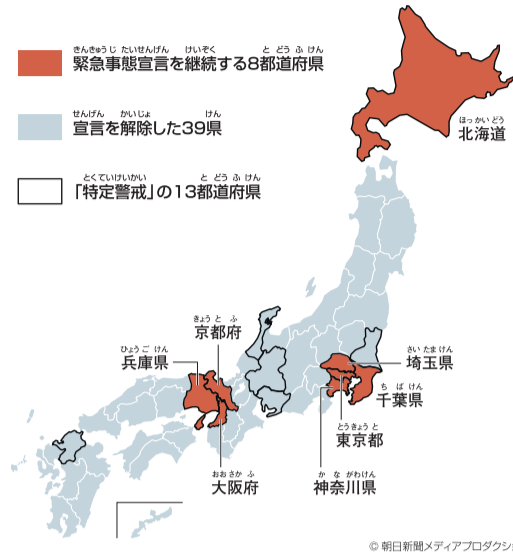 きんきゅうじ たいせんげん けいぞく と どう ふ けん
緊急事態宣言を継続する8都道府県
せんげん かいじょ けん
宣言を解除した39県
とくていけいかい と どう ふ けん
「特定警戒」の13都道府県
ほっかい どう
北海道
きょう と ふ
京都府
ひょう ご けん
兵庫県
さい たま けん
埼玉県
ち ば けん
千葉県
とうきょう と
東京都
おお さか ふ
大阪府
か な がわ けん
神奈川県
© 朝日新聞メディアプロダクショ